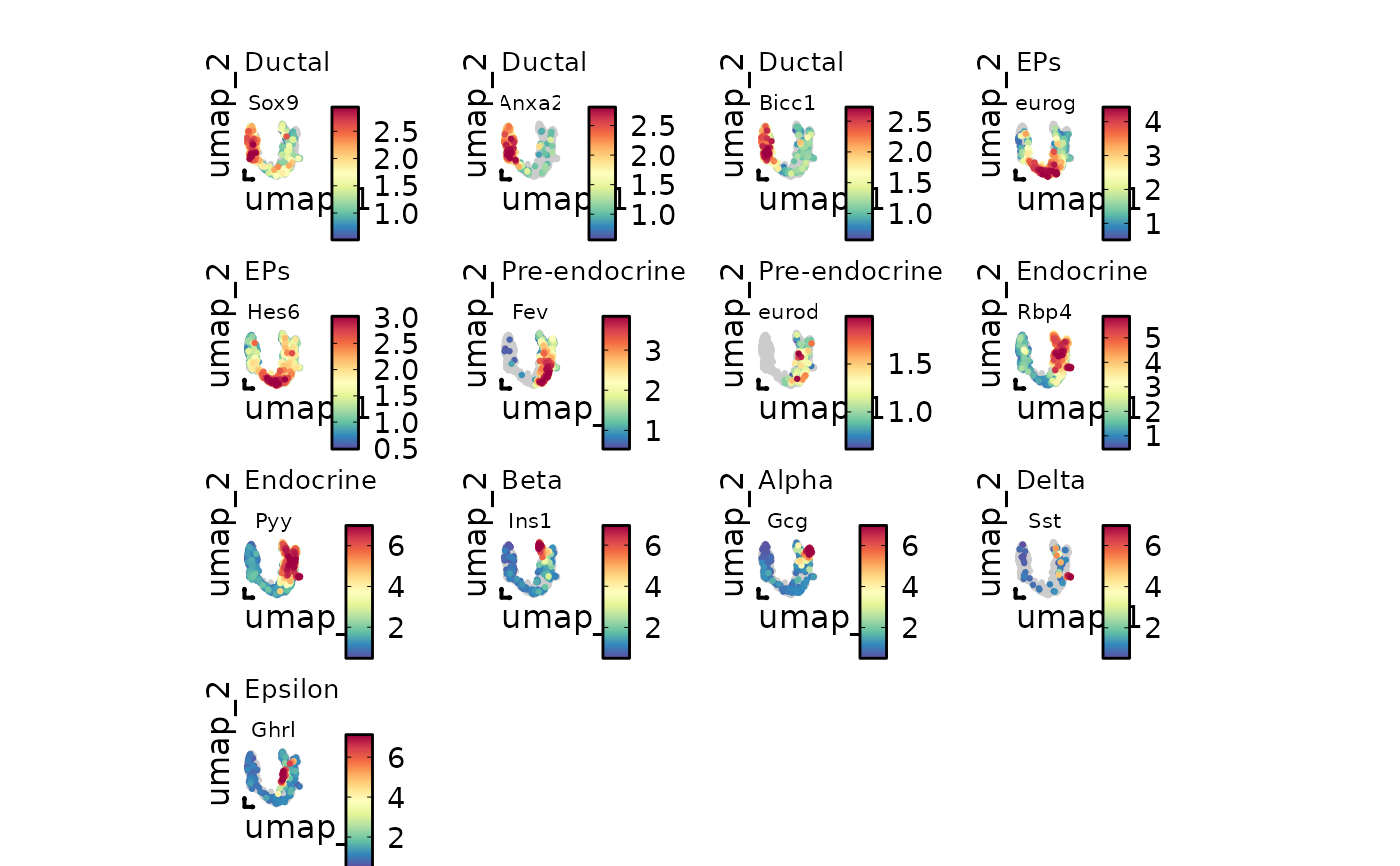 umap_2
Ductal
Sox9
2.5
2.0
1.5
1.0
umap_1
umap_2
Ductal
Anxa2
2.5
2.0
1.5
1.0
umap_1
umap_2
Ductal
Bicc1
2.5
2.0
1.5
1.0
umap_1
umap_2
EPs
eurog
4
3
2
1
umap_1
umap_2
EPs
Hes6
3.0
2.5
2.0
1.5
1.0
0.5
umap_1
umap_2
Pre-endocrine
Fev
3
2
1
umap_
umap_2
Pre-endocrine
eurod
1.5
1.0
umap_1
umap_2
Endocrine
Rbp4
5
4
3
2
1
umap_1
umap_2
Endocrine
Pyy
6
4
2
umap_
umap_2
Beta
Ins1
6
4
2
umap_
umap_2
Alpha
Gcg
6
4
2
umap_
umap_2
Delta
Sst
6
4
2
umap_1
umap_2
Epsilon
Ghrl
6
4
2
umap_